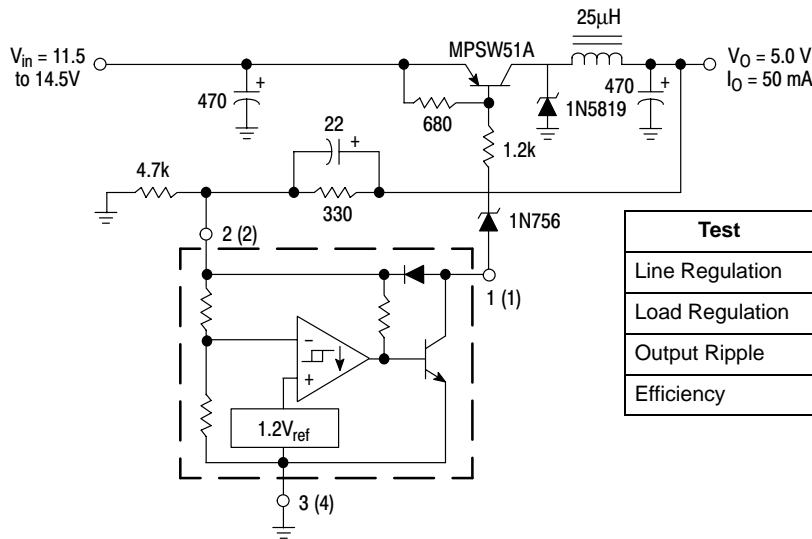 25µH
MPSW51A
V_in = 11.5
to 14.5V
V_O = 5.0 V
I_O = 50 mA
+
470
680
1N5819
+
470
22
+
4.7k
330
1.2k
1N756
2 (2)
1 (1)
−
+
1.2V_ref
3 (4)
Test
Line Regulation
Load Regulation
Output Ripple
Efficiency